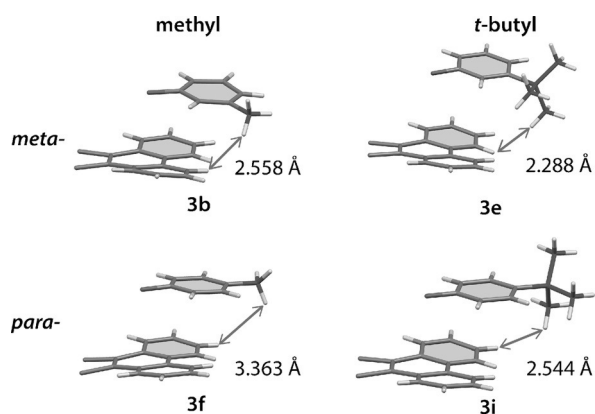 methyl
t-butyl
meta-
2.558 Å
2.288 Å
3b
3e
para-
3.363 Å
2.544 Å
3f
3i